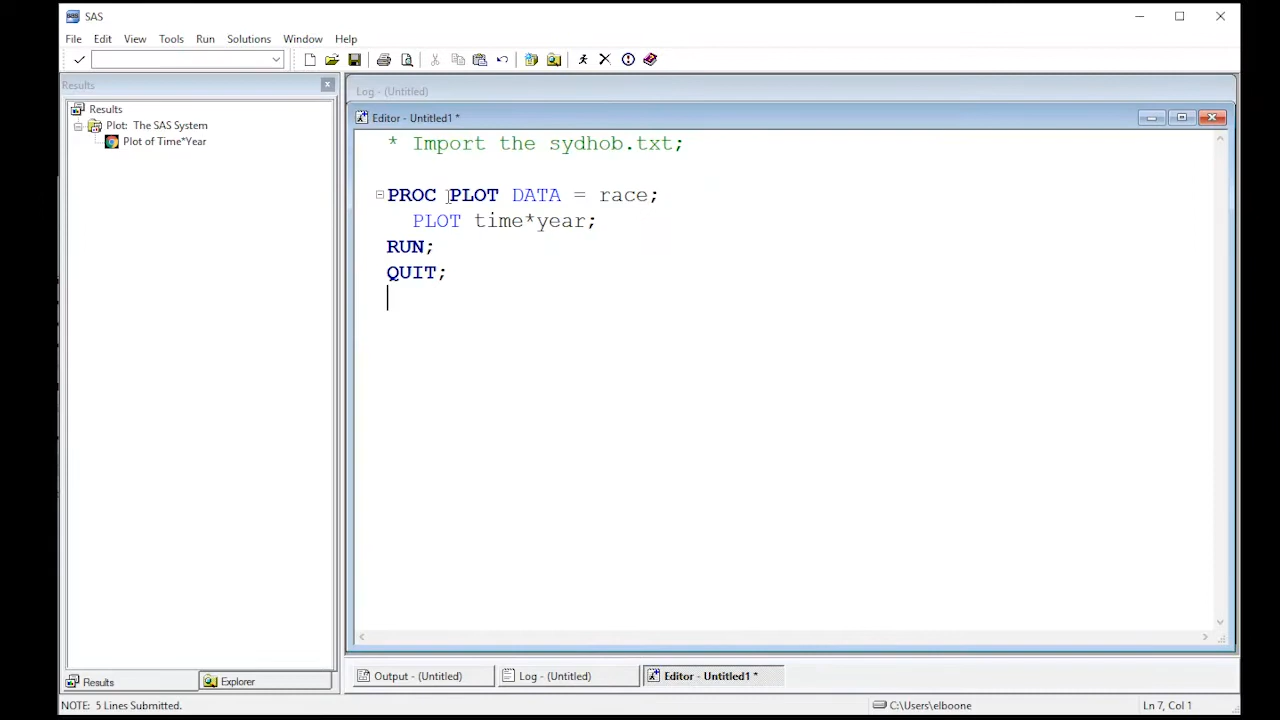 SAS
File Edit View Tools Run Solutions Window Help
Results
Log - (Untitled)
Results
Plot: The SAS System
Plot of Time*Year
Editor - Untitled1 *
* Import the sydhob.txt;
PROC PLOT DATA = race;
PLOT time*year;
RUN;
QUIT;
Results Explorer
Output - (Untitled) Log - (Untitled) Editor - Untitled1 *
NOTE: 5 Lines Submitted. C:\Users\elboone Ln 7, Col 1